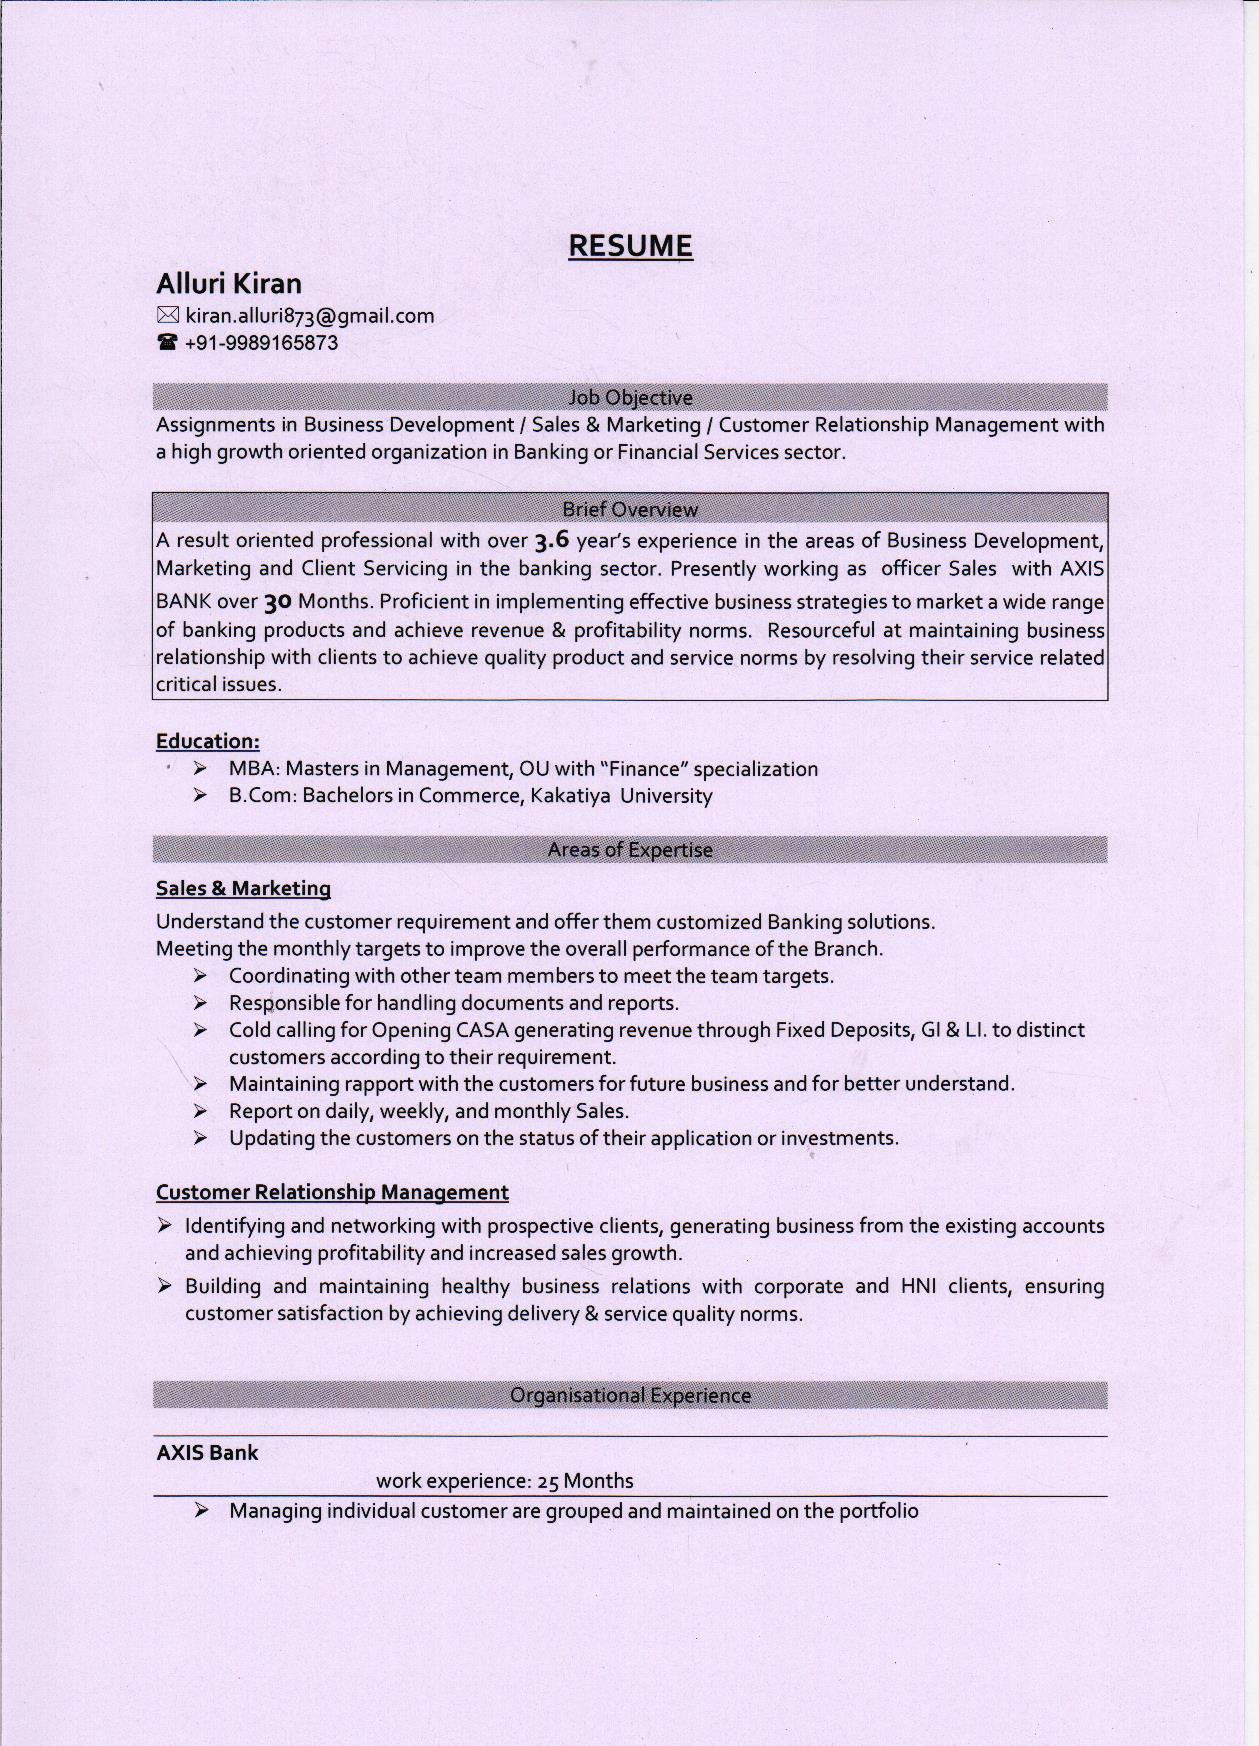 RESUME
Alluri Kiran
✉ kiran.alluri873@gmail.com
☎ +91-9989165873
Job Objective
Assignments in Business Development / Sales & Marketing / Customer Relationship Management with
a high growth oriented organization in Banking or Financial Services sector.
Brief Overview
A result oriented professional with over 3.6 year's experience in the areas of Business Development,
Marketing and Client Servicing in the banking sector. Presently working as officer Sales with AXIS
BANK over 30 Months. Proficient in implementing effective business strategies to market a wide range
of banking products and achieve revenue & profitability norms. Resourceful at maintaining business
relationship with clients to achieve quality product and service norms by resolving their service related
critical issues.
Education:
➢ MBA: Masters in Management, OU with "Finance" specialization
➢ B.Com: Bachelors in Commerce, Kakatiya University
Areas of Expertise
Sales & Marketing
Understand the customer requirement and offer them customized Banking solutions.
Meeting the monthly targets to improve the overall performance of the Branch.
➢ Coordinating with other team members to meet the team targets.
➢ Responsible for handling documents and reports.
➢ Cold calling for Opening CASA generating revenue through Fixed Deposits, GI & LI. to distinct
customers according to their requirement.
➢ Maintaining rapport with the customers for future business and for better understand.
➢ Report on daily, weekly, and monthly Sales.
➢ Updating the customers on the status of their application or investments.
Customer Relationship Management
➢ Identifying and networking with prospective clients, generating business from the existing accounts
and achieving profitability and increased sales growth.
➢ Building and maintaining healthy business relations with corporate and HNI clients, ensuring
customer satisfaction by achieving delivery & service quality norms.
Organisational Experience
AXIS Bank
work experience: 25 Months
➢ Managing individual customer are grouped and maintained on the portfolio